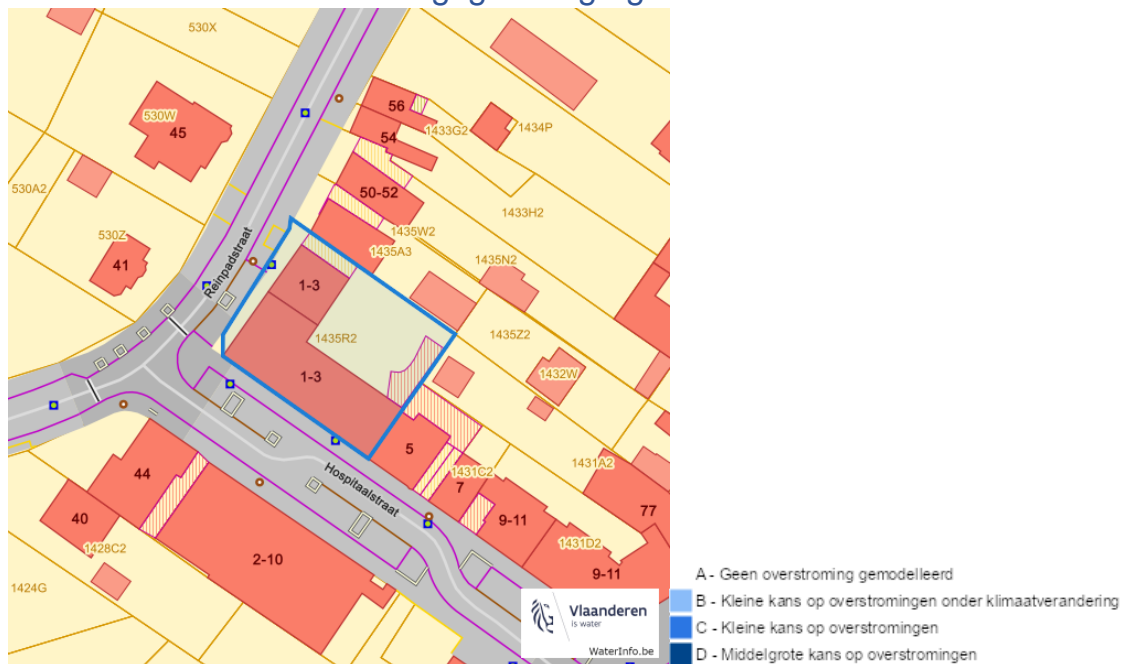 530X
530W
45
56
1433G2
1434P
54
530A2
50-52
1433H2
530Z
1435W2
41
Reinpadstraat
1435A3
1435N2
1-3
1435R2
1435Z2
1-3
1432W
5
44
Hospitaalstraat
1431C2
1431A2
7
40
9-11
77
1428C2
1431D2
2-10
9-11
1424G
Vlaanderen
is water
WaterInfo.be
A - Geen overstroming gemodelleerd
B - Kleine kans op overstromingen onder klimaatverandering
C - Kleine kans op overstromingen
D - Middelgrote kans op overstromingen